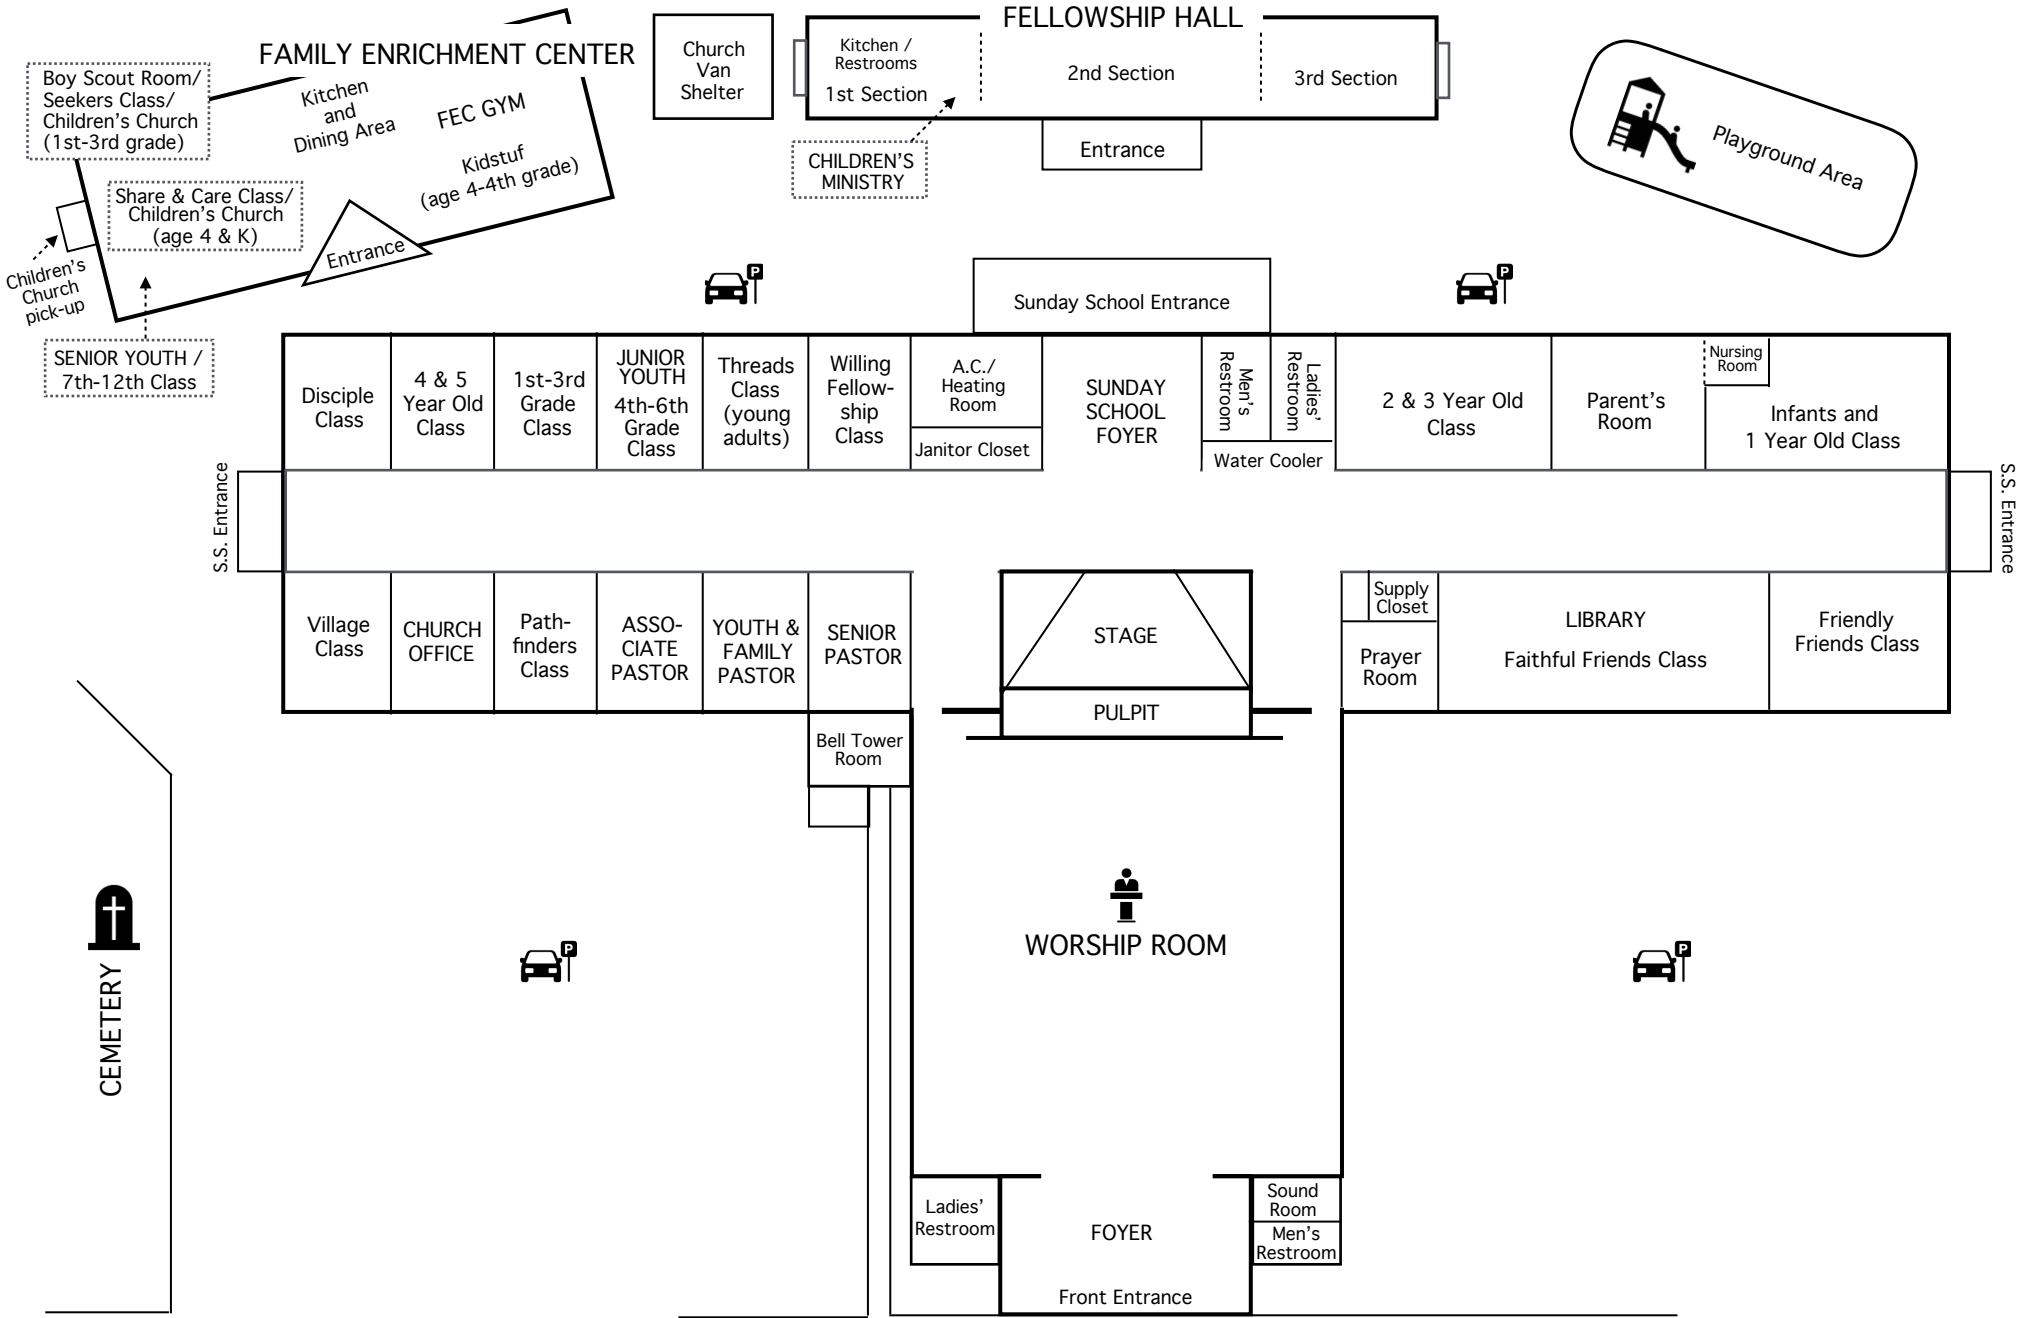 FELLOWSHIP HALL
FAMILY ENRICHMENT CENTER
Church
Van
Shelter
Kitchen /
Restrooms
1st Section
2nd Section
3rd Section
Boy Scout Room/
Seekers Class/
Children's Church
(1st-3rd grade)
Kitchen
and
Dining Area
FEC GYM
Kidstuf
(age 4-4th grade)
CHILDREN'S
MINISTRY
Entrance
Playground Area
Share & Care Class/
Children's Church
(age 4 & K)
Entrance
Children's
Church
pick-up
SENIOR YOUTH /
7th-12th Class
P
P
Sunday School Entrance
Disciple
Class
4 & 5
Year Old
Class
1st-3rd
Grade
Class
JUNIOR
YOUTH
4th-6th
Grade
Class
Threads
Class
(young
adults)
Willing
Fellow-
ship
Class
A.C./
Heating
Room
Janitor Closet
SUNDAY
SCHOOL
FOYER
Men's
Restroom
Ladies'
Restroom
Water Cooler
2 & 3 Year Old
Class
Parent's
Room
Nursing
Room
Infants and
1 Year Old Class
S.S. Entrance
S.S. Entrance
Village
Class
CHURCH
OFFICE
Path-
finders
Class
ASSO-
CIATE
PASTOR
YOUTH &
FAMILY
PASTOR
SENIOR
PASTOR
STAGE
PULPIT
Supply
Closet
Prayer
Room
LIBRARY
Faithful Friends Class
Friendly
Friends Class
Bell Tower
Room
WORSHIP ROOM
P
P
CEMETERY
Ladies'
Restroom
FOYER
Sound
Room
Men's
Restroom
Front Entrance